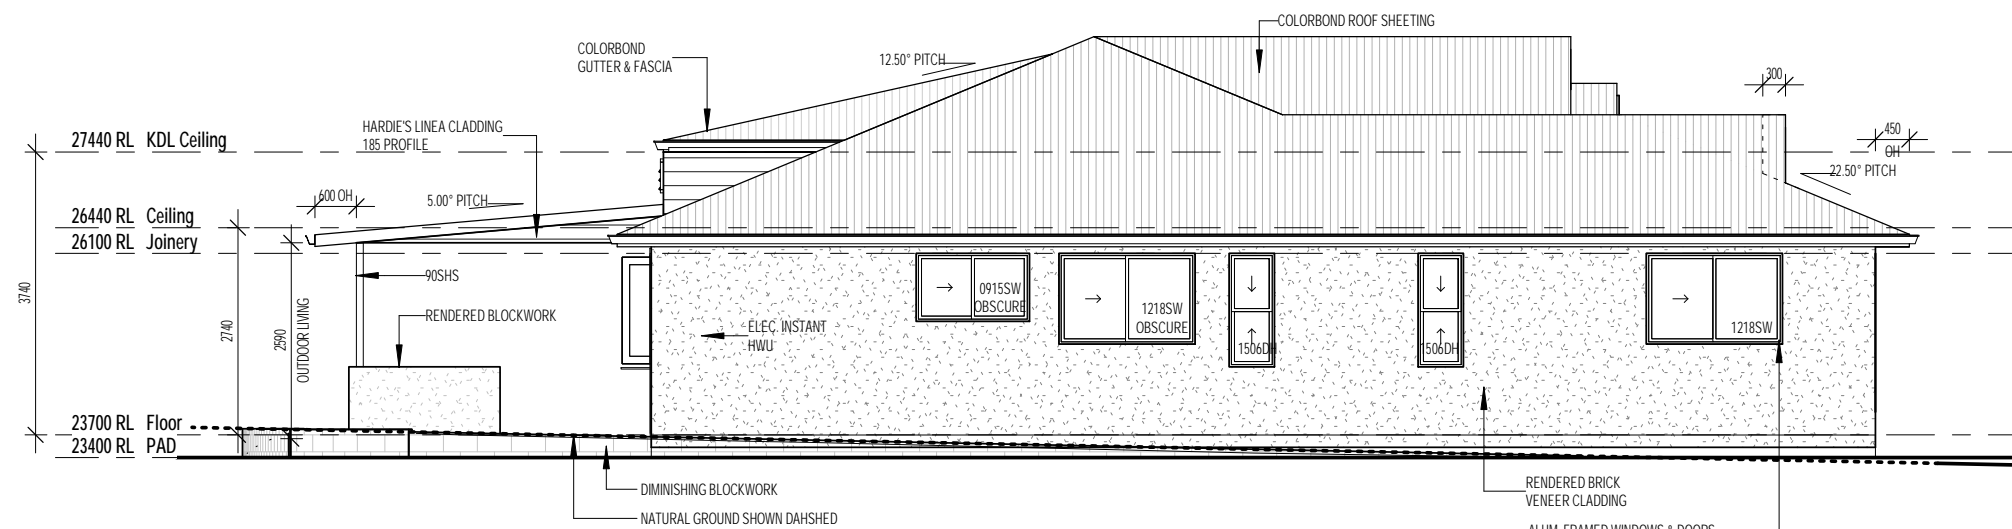 COLORBOND ROOF SHEETING
COLORBOND
GUTTER & FASCIA
12.50° PITCH
300
HARDIE'S LINEA CLADDING
185 PROFILE
27440 RL KDL Ceiling
450
OH
22.50° PITCH
600 OH
5.00° PITCH
26440 RL Ceiling
26100 RL Joinery
90SHS
3740
2740
2590
OUTDOOR LIVING
RENDERED BLOCKWORK
ELEC. INSTANT
HWU
0915SW
OBSCURE
1218SW
OBSCURE
1506DH
1506DH
1218SW
23700 RL Floor
23400 RL PAD
DIMINISHING BLOCKWORK
NATURAL GROUND SHOWN DAHSHED
RENDERED BRICK
VENEER CLADDING
ALUM. FRAMED WINDOWS & DOORS